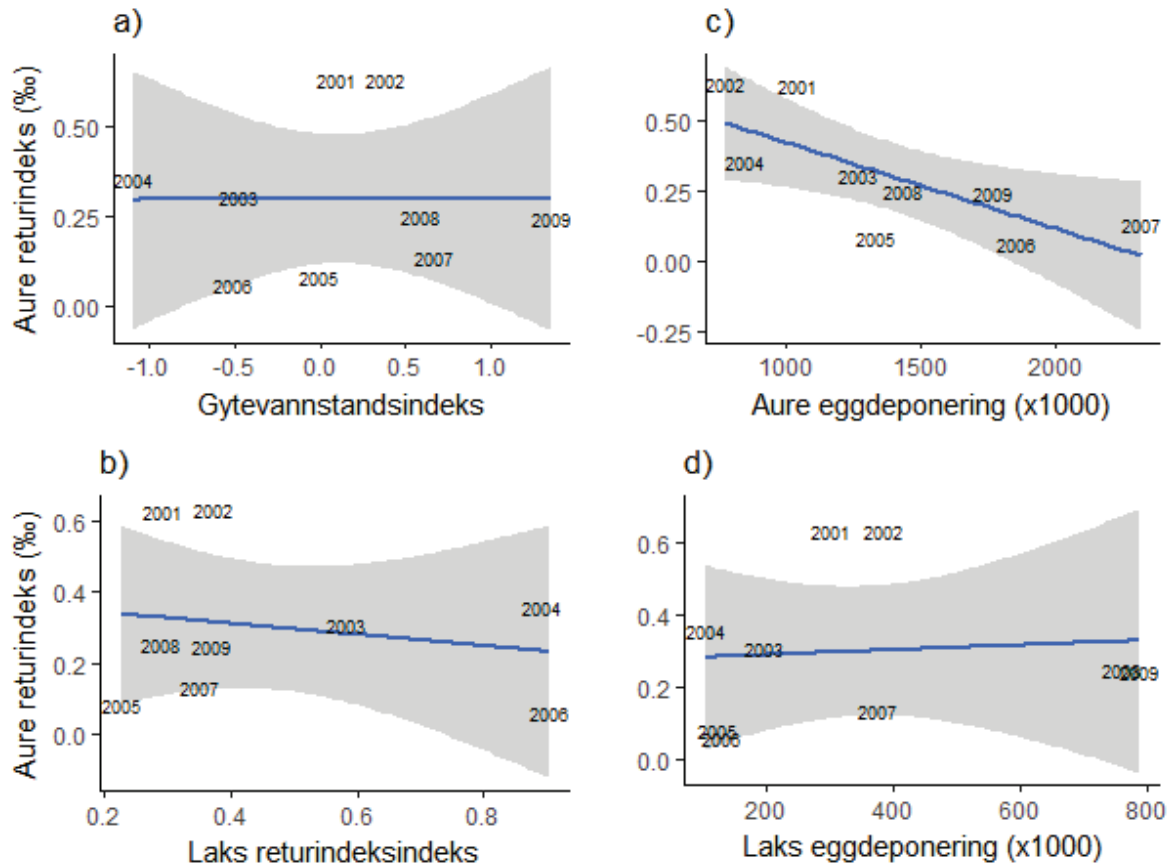 a)
Aure returindeks (‰)
0.50
0.25
0.00
2001 2002
2004
2003
2008 2009
2007
2006 2005
-1.0 -0.5 0.0 0.5 1.0
Gytevannstandsindeks
c)
0.50
0.25
0.00
-0.25
2002 2001
2004
2003
2008 2009
2005 2006 2007
1000 1500 2000
Aure eggdeponering (x1000)
b)
Aure returindeks (‰)
0.6
0.4
0.2
0.0
2001 2002
2004
2003
2008 2009
2007
2005 2006
0.2 0.4 0.6 0.8
Laks returindeksindeks
d)
0.6
0.4
0.2
0.0
2001 2002
2004
2003
2009
2007
2005
2006
200 400 600 800
Laks eggdeponering (x1000)